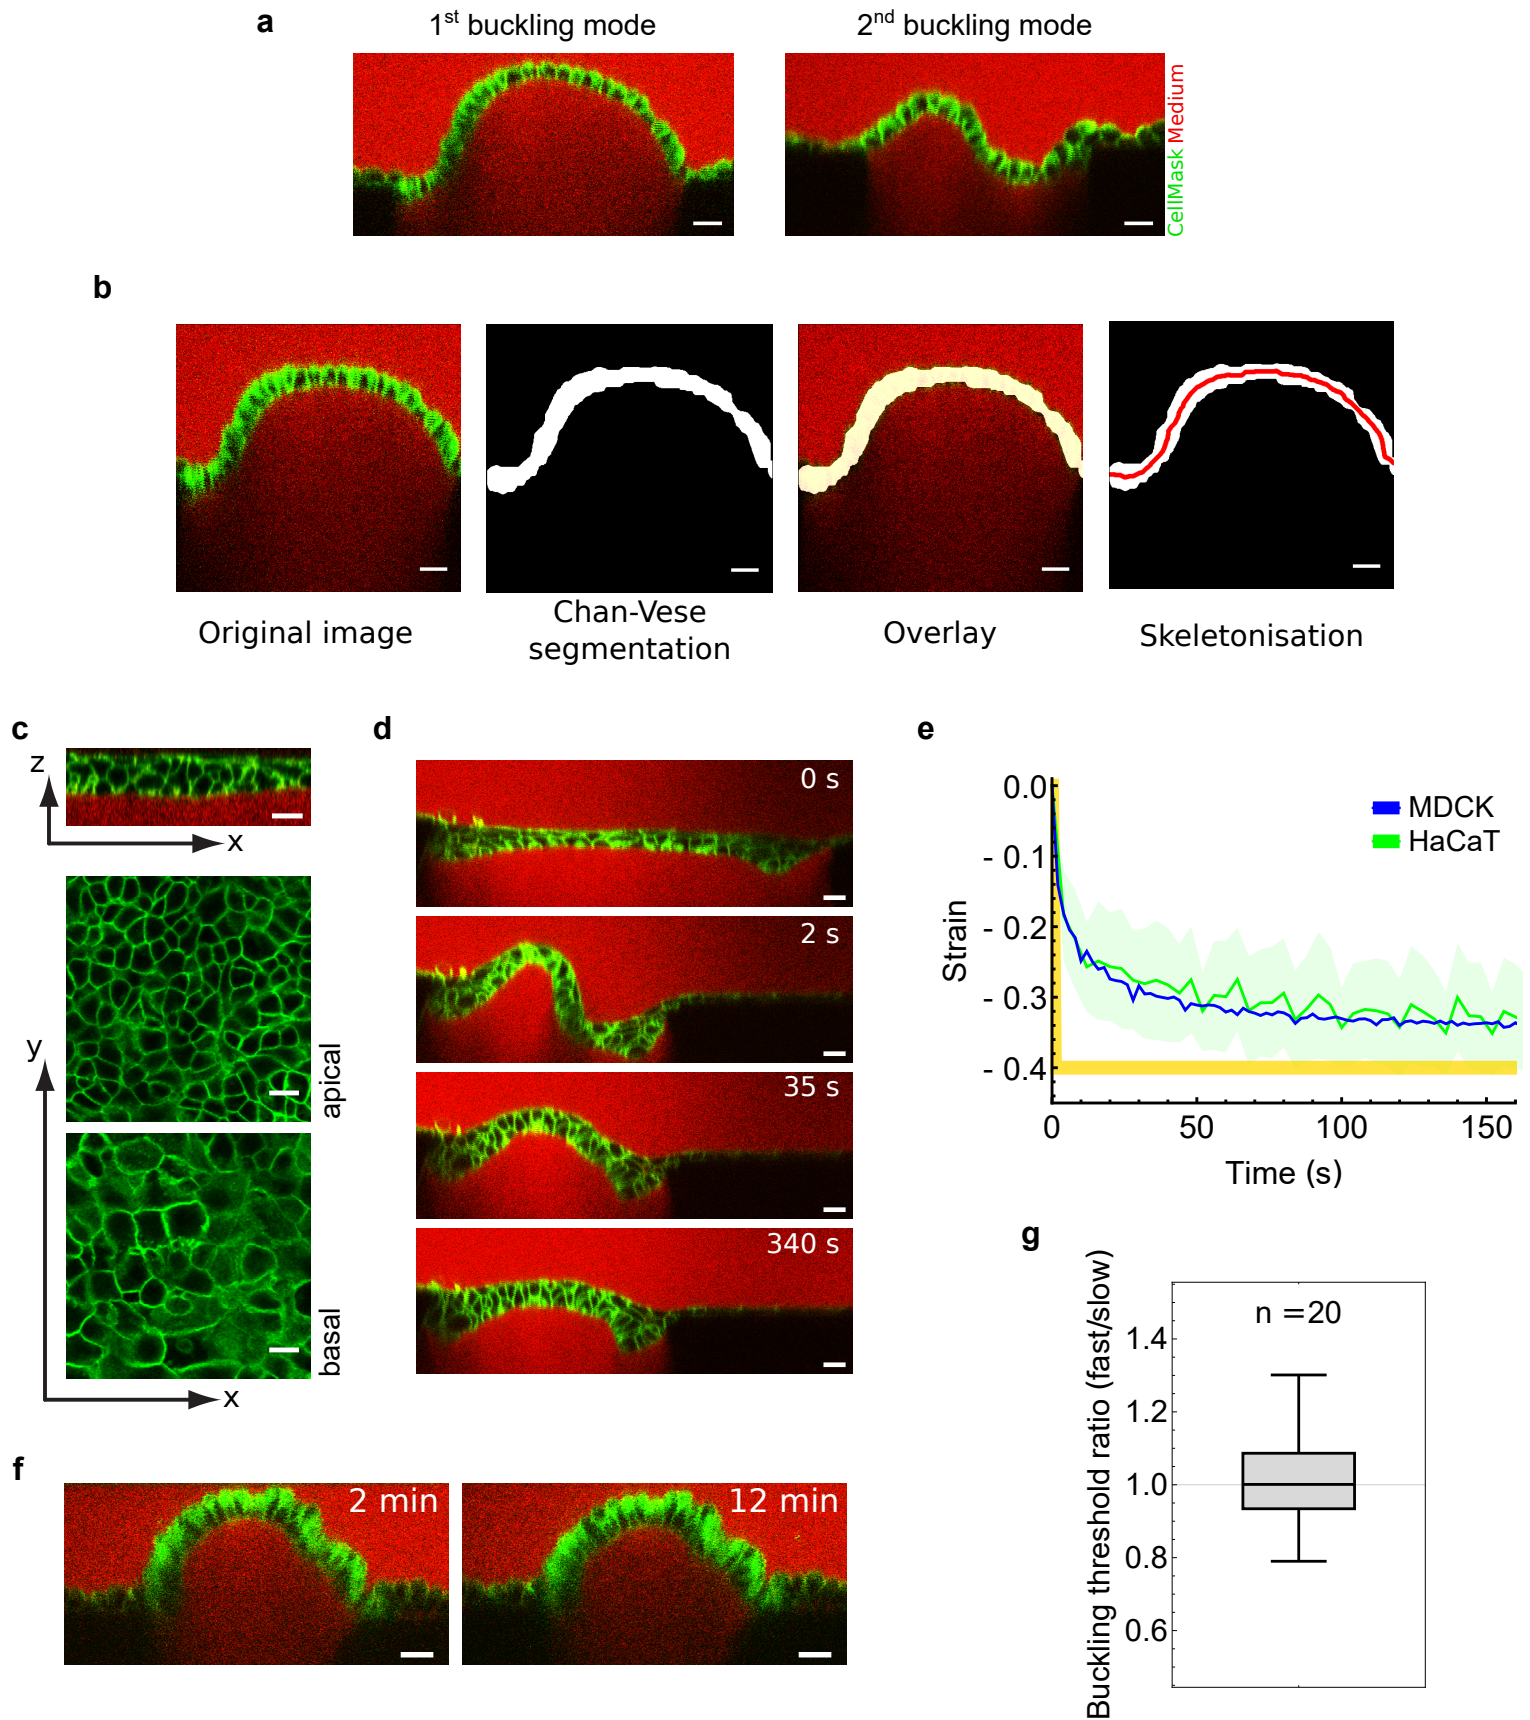 a
1st buckling mode
2nd buckling mode
CellMask Medium
b
Original image
Chan-Vese
segmentation
Overlay
Skeletonisation
c
z
x
y
apical
basal
x
d
0 s
2 s
35 s
340 s
e
0.0
- 0.1
- 0.2
- 0.3
- 0.4
Strain
0
50
100
150
Time (s)
MDCK
HaCaT
f
2 min
12 min
g
Buckling threshold ratio (fast/slow)
n =20
1.4
1.2
1.0
0.8
0.6